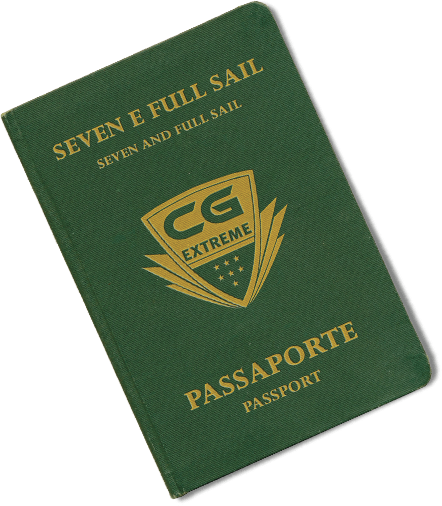 SEVEN E FULL SAIL
SEVEN AND FULL SAIL
CG
EXTREME
PASSAPORTE
PASSPORT